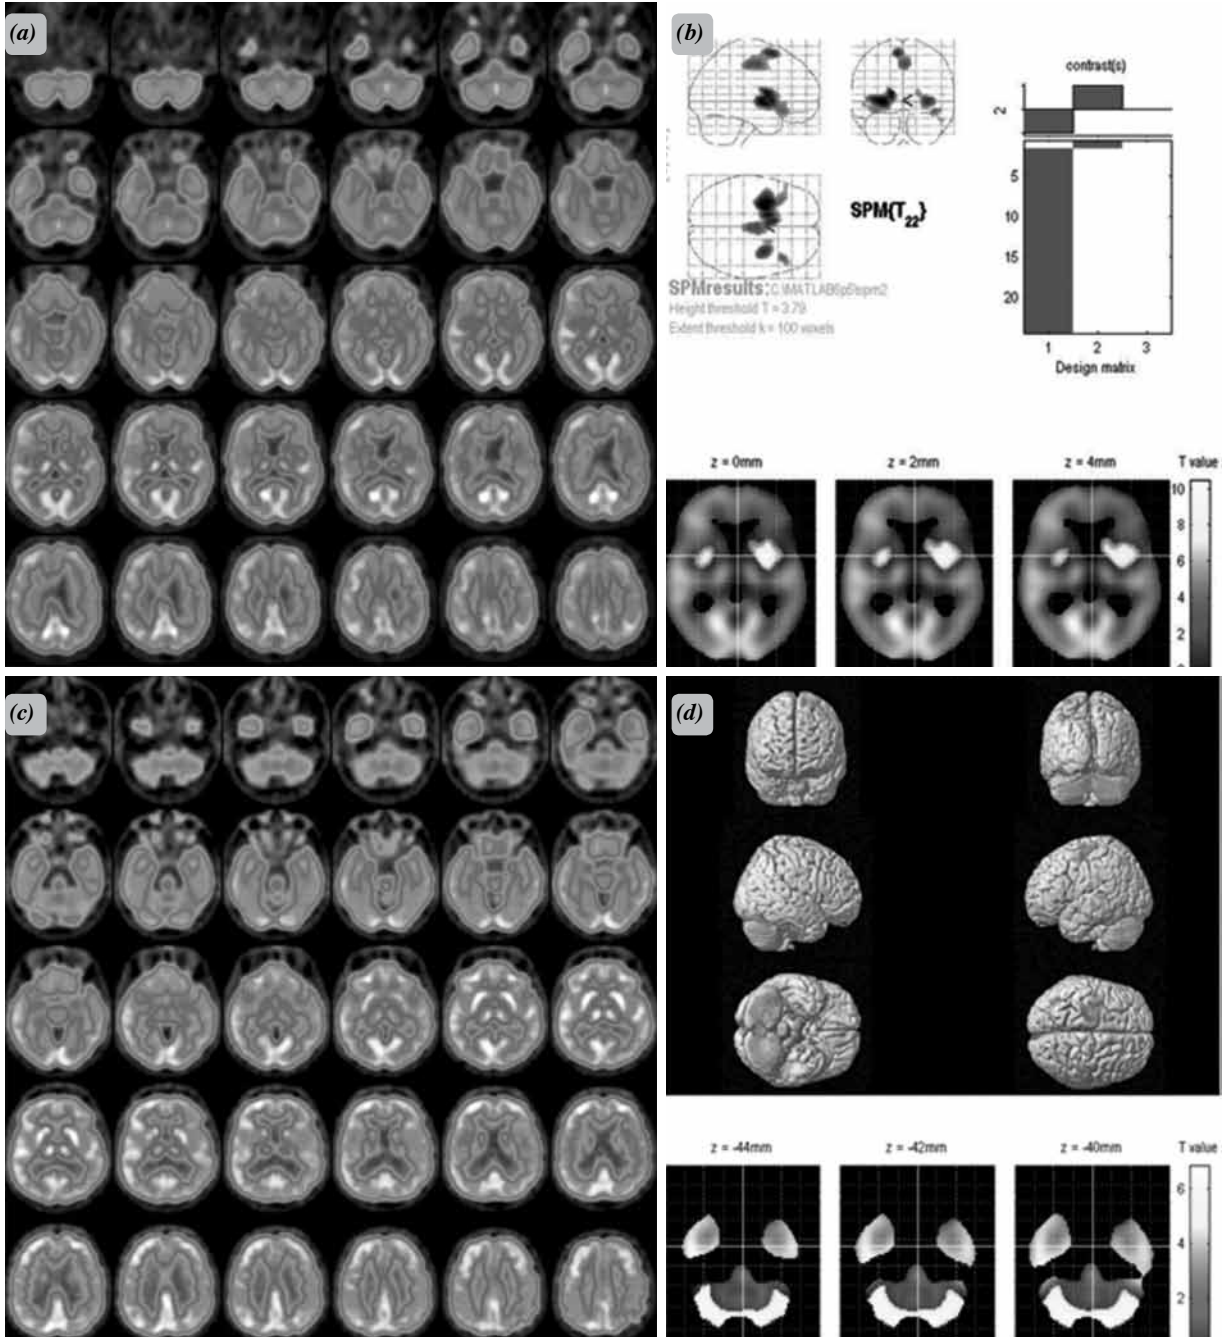 (a)
(b)
contrast(s)
2
5
10
15
20
1 2 3
Design matrix
SPM{T22}
SPMresults: C:\MATLAB6p5\spm2
Height threshold T = 3.79
Extent threshold k = 100 voxels
z = 0mm z = 2mm z = 4mm T value
10
8
6
4
2
(c)
(d)
z = -44mm z = -42mm z = -40mm T value
6
4
2